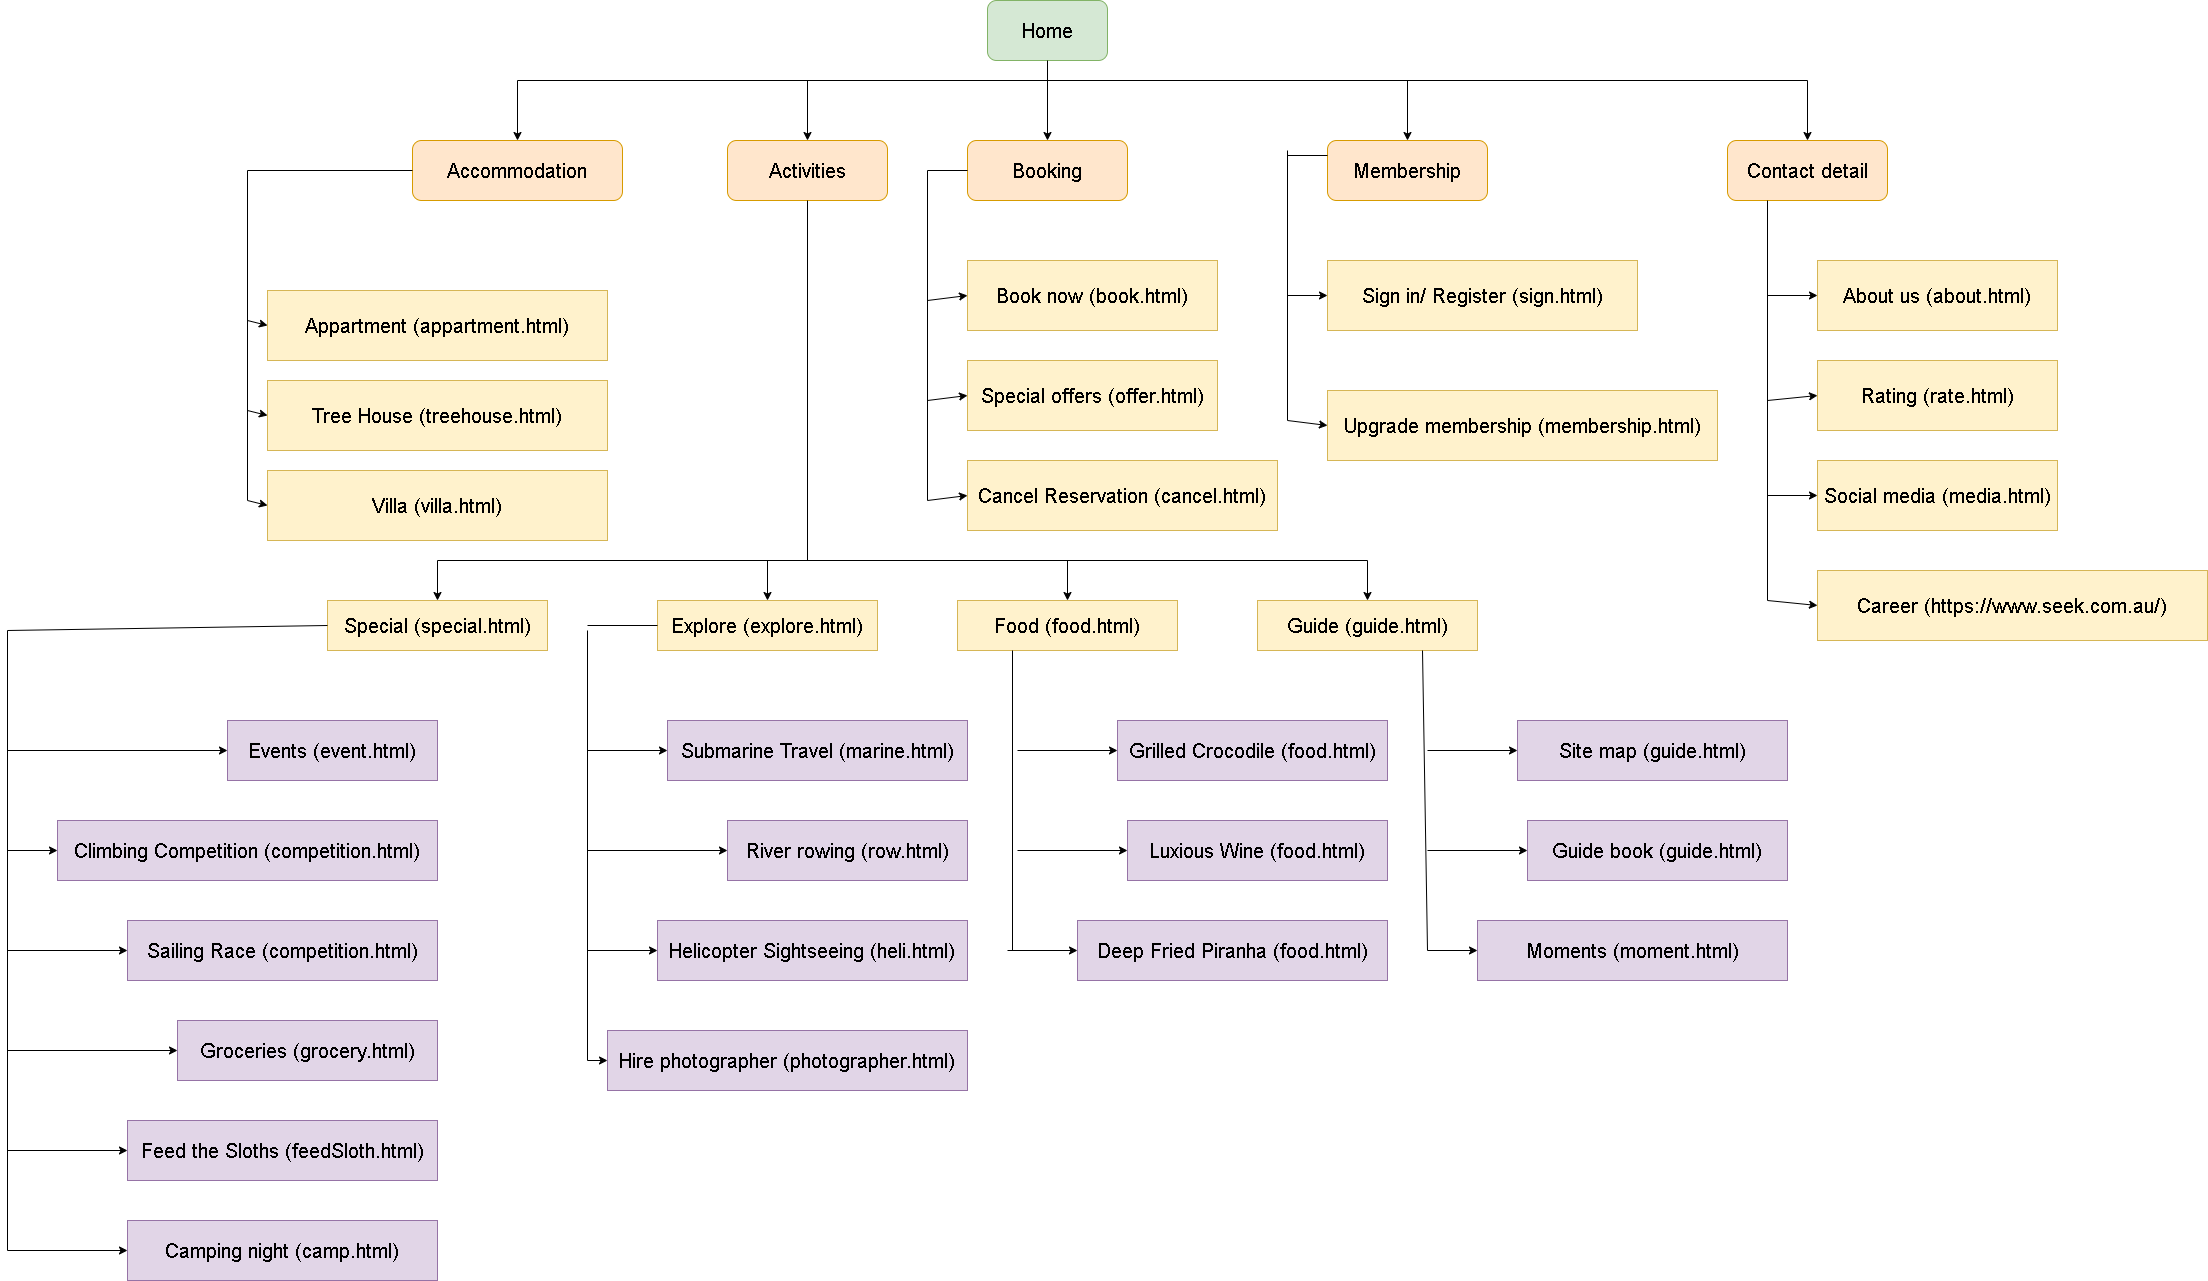 Home
Accommodation
Activities
Booking
Membership
Contact detail
Appartment (appartment.html)
Tree House (treehouse.html)
Villa (villa.html)
Book now (book.html)
Special offers (offer.html)
Cancel Reservation (cancel.html)
Sign in/ Register (sign.html)
Upgrade membership (membership.html)
About us (about.html)
Rating (rate.html)
Social media (media.html)
Career (https://www.seek.com.au/)
Special (special.html)
Explore (explore.html)
Food (food.html)
Guide (guide.html)
Events (event.html)
Climbing Competition (competition.html)
Sailing Race (competition.html)
Groceries (grocery.html)
Feed the Sloths (feedSloth.html)
Camping night (camp.html)
Submarine Travel (marine.html)
River rowing (row.html)
Helicopter Sightseeing (heli.html)
Hire photographer (photographer.html)
Grilled Crocodile (food.html)
Luxious Wine (food.html)
Deep Fried Piranha (food.html)
Site map (guide.html)
Guide book (guide.html)
Moments (moment.html)